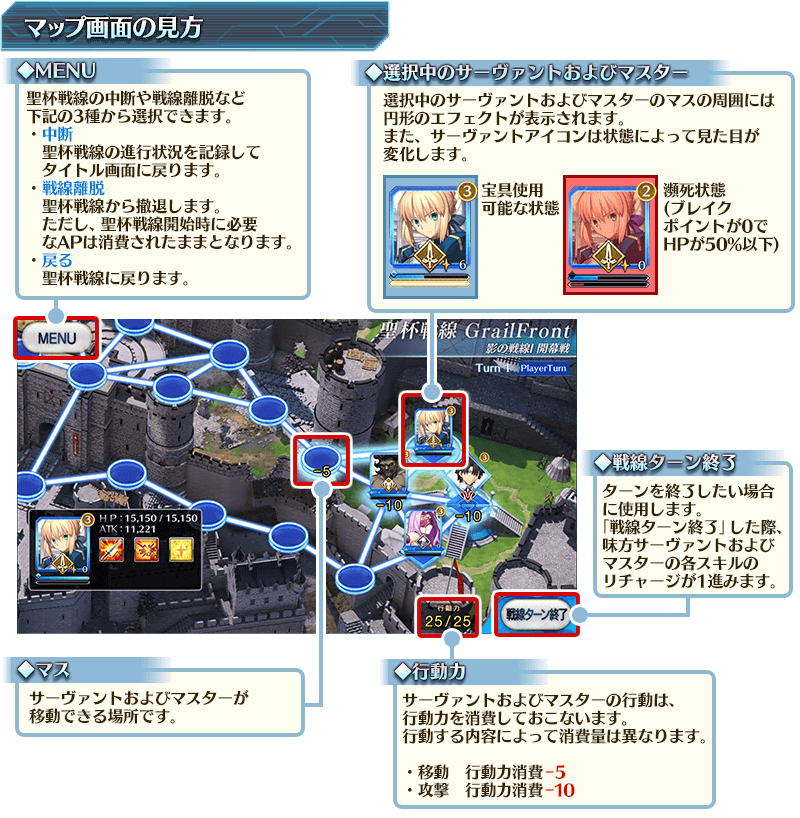 マップ画面の見方
◆MENU
聖杯戦線の中断や戦線離脱など
下記の3種から選択できます。
・中断
聖杯戦線の進行状況を記録して
タイトル画面に戻ります。
・戦線離脱
聖杯戦線から撤退します。
ただし、聖杯戦線開始時に必要
なAPは消費されたままとなります。
・戻る
聖杯戦線に戻ります。
◆選択中のサーヴァントおよびマスター
選択中のサーヴァントおよびマスターのマスの周囲には
円形のエフェクトが表示されます。
また、サーヴァントアイコンは状態によって見た目が
変化します。
3
6
宝具使用
可能な状態
2
0
瀕死状態
(ブレイク
ポイントが0で
HPが50%以下)
MENU
聖杯戦線 GrailFront
影の戦線I 開幕戦
Turn 1 PlayerTurn
3
-5
3
3
-10
-10
3
3
0
HP : 15,150 / 15,150
ATK : 11,221
行動力
25/25
戦線ターン終了
◆戦線ターン終了
ターンを終了したい場合
に使用します。
「戦線ターン終了」した際、
味方サーヴァントおよび
マスターの各スキルの
リチャージが1進みます。
◆マス
サーヴァントおよびマスターが
移動できる場所です。
◆行動力
サーヴァントおよびマスターの行動は、
行動力を消費しておこないます。
行動する内容によって消費量は異なります。
・移動 行動力消費-5
・攻撃 行動力消費-10